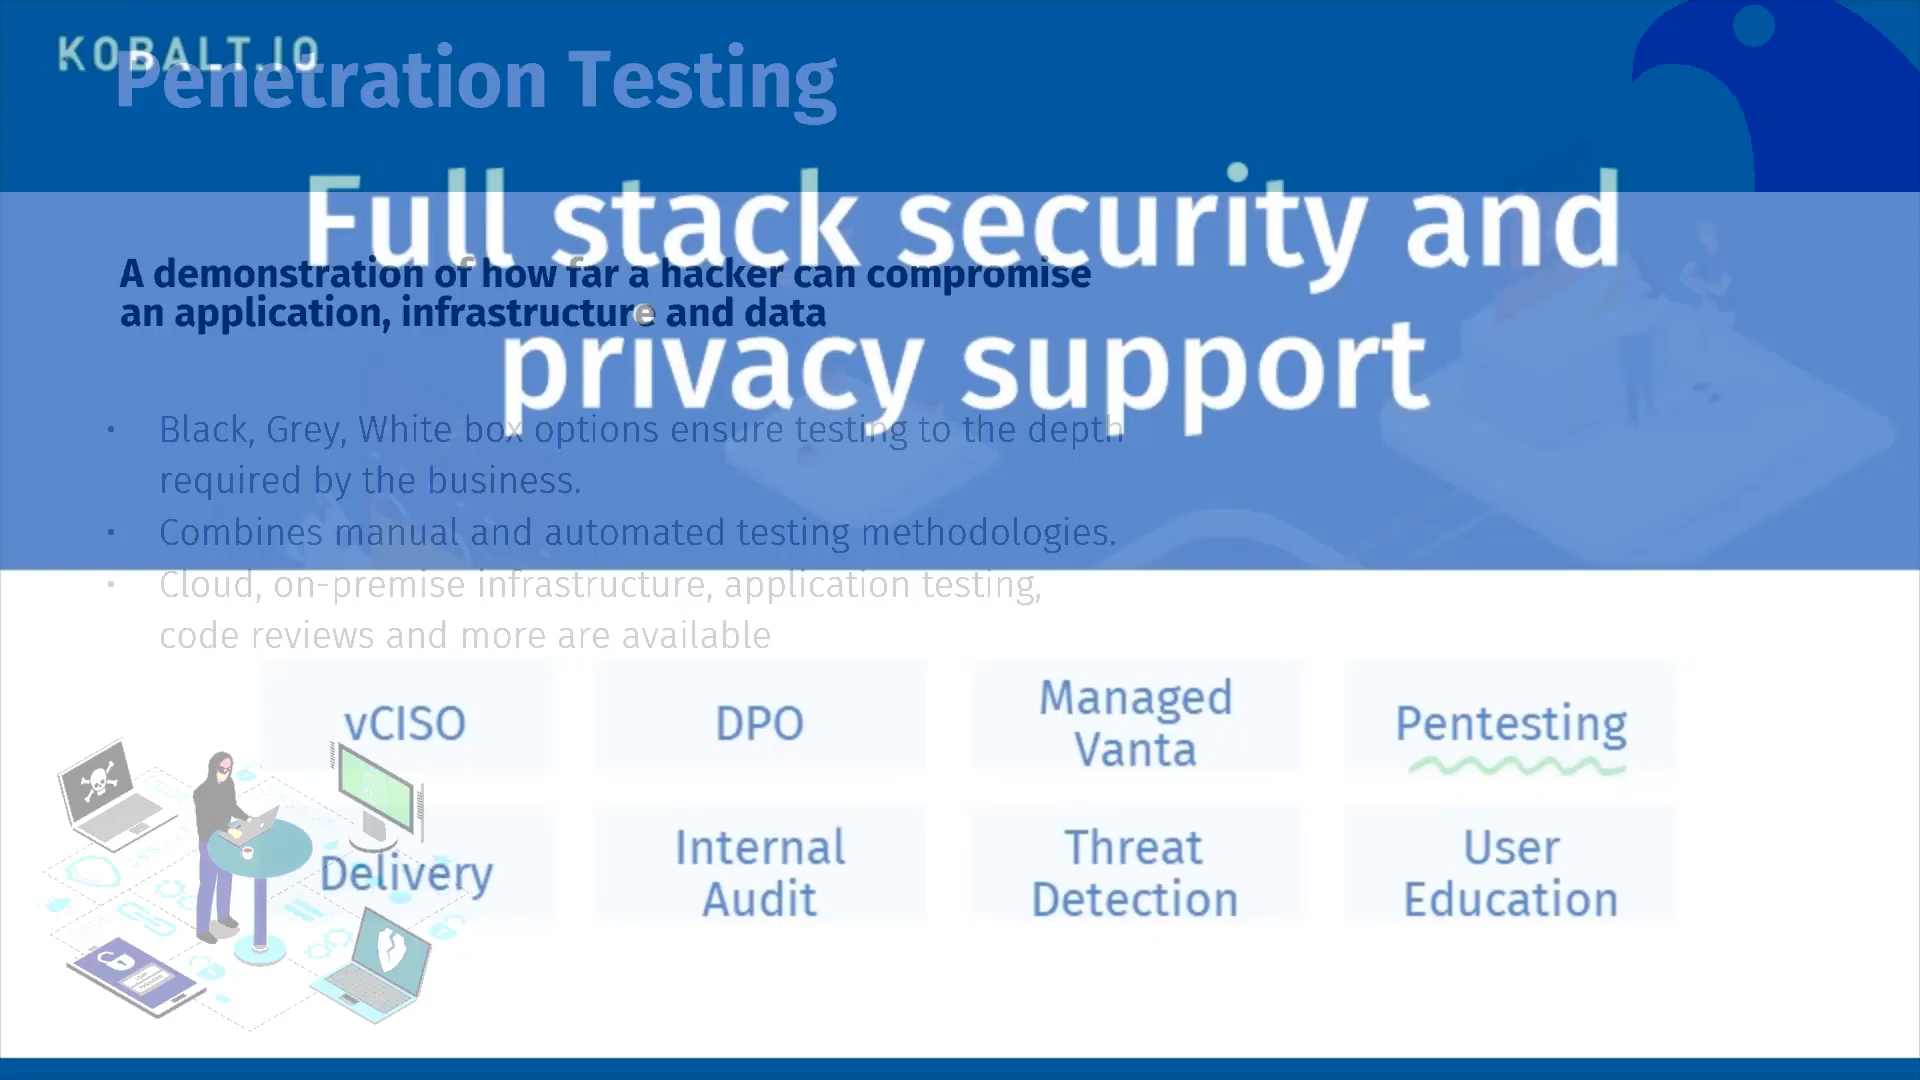 KOBALT.IO
Penetration Testing
Full stack security and
privacy support
A demonstration of how far a hacker can compromise
an application, infrastructure and data
• Black, Grey, White box options ensure testing to the depth
required by the business.
• Combines manual and automated testing methodologies.
• Cloud, on-premise infrastructure, application testing,
code reviews and more are available
vCISO
DPO
Managed
Vanta
Pentesting
Delivery
Internal
Audit
Threat
Detection
User
Education